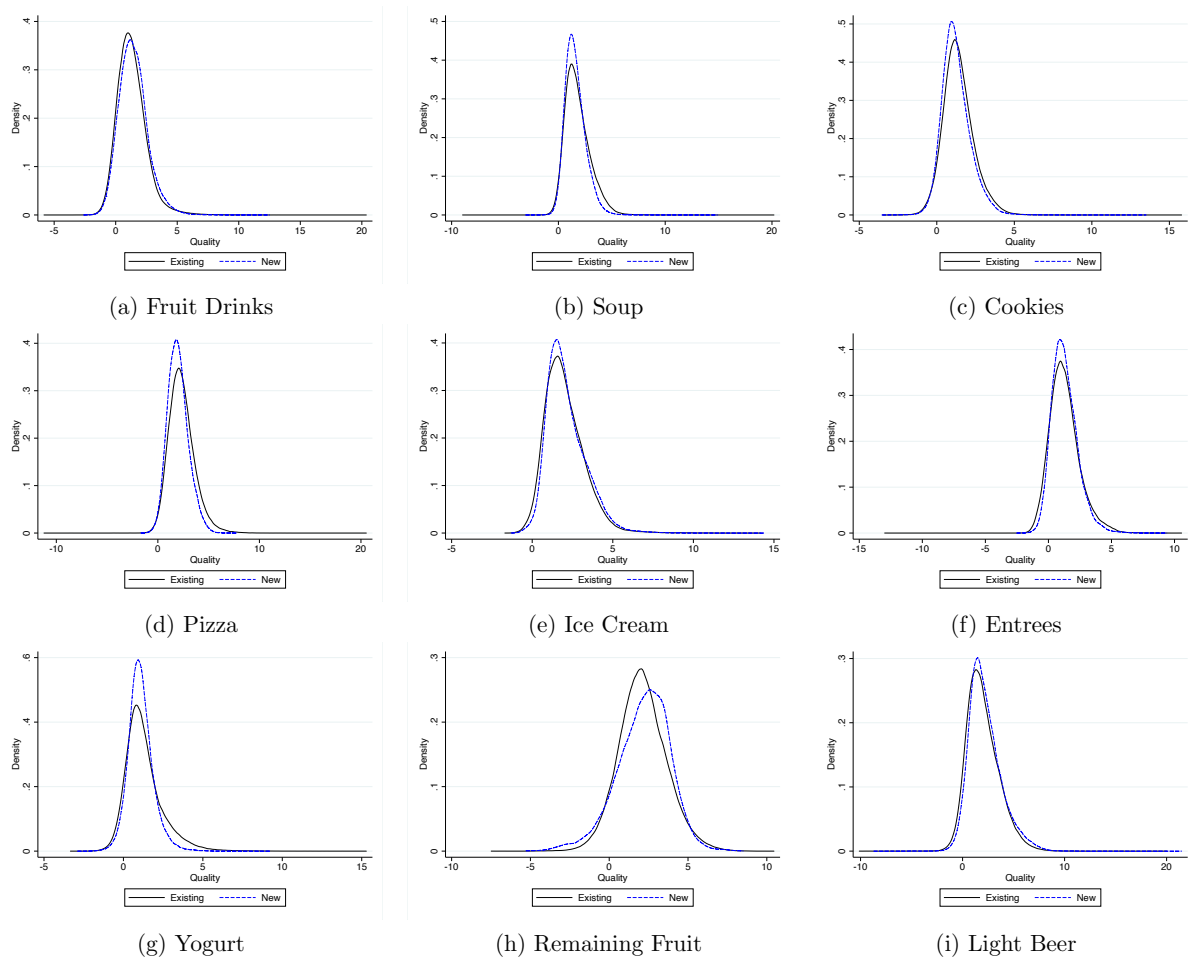 .4
.3
.2
.1
0
Density
-5 0 5 10 15 20
Quality
Existing New
(a) Fruit Drinks
.5
.4
.3
.2
.1
0
Density
-10 0 10 20
Quality
Existing New
(b) Soup
.5
.4
.3
.2
.1
0
Density
0 5 10 15
Quality
Existing New
(c) Cookies
.4
.3
.2
.1
0
Density
-10 0 10 20
Quality
Existing New
(d) Pizza
.4
.3
.2
.1
0
Density
-5 0 5 10 15
Quality
Existing New
(e) Ice Cream
.4
.3
.2
.1
0
Density
-15 -10 -5 0 5 10
Quality
Existing New
(f) Entrees
.6
.4
.2
0
Density
-5 0 5 10 15
Quality
Existing New
(g) Yogurt
.3
.2
.1
0
Density
-10 -5 0 5 10
Quality
Existing New
(h) Remaining Fruit
.3
.2
.1
0
Density
-10 0 10 20
Quality
Existing New
(i) Light Beer